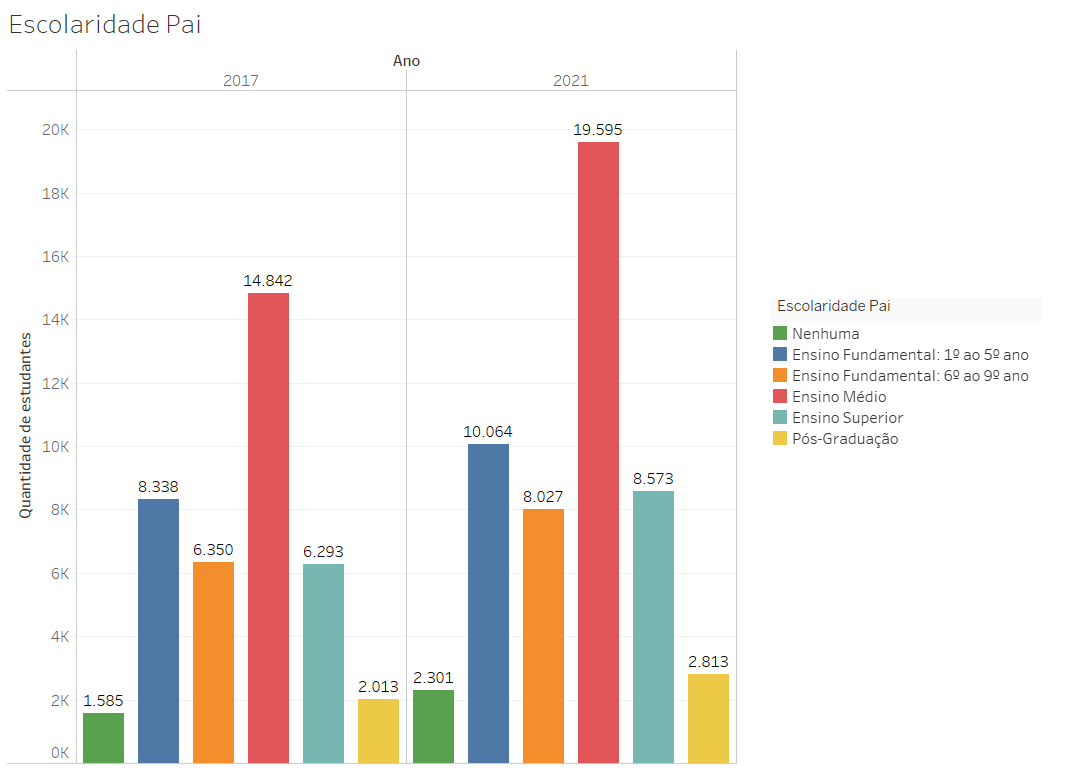 Escolaridade Pai
Ano
2017
2021
20K
18K
16K
14K
12K
10K
8K
6K
4K
2K
0K
Quantidade de estudantes
1.585
8.338
6.350
14.842
6.293
2.013
2.301
10.064
8.027
19.595
8.573
2.813
Escolaridade Pai
Nenhuma
Ensino Fundamental: 1º ao 5º ano
Ensino Fundamental: 6º ao 9º ano
Ensino Médio
Ensino Superior
Pós-Graduação